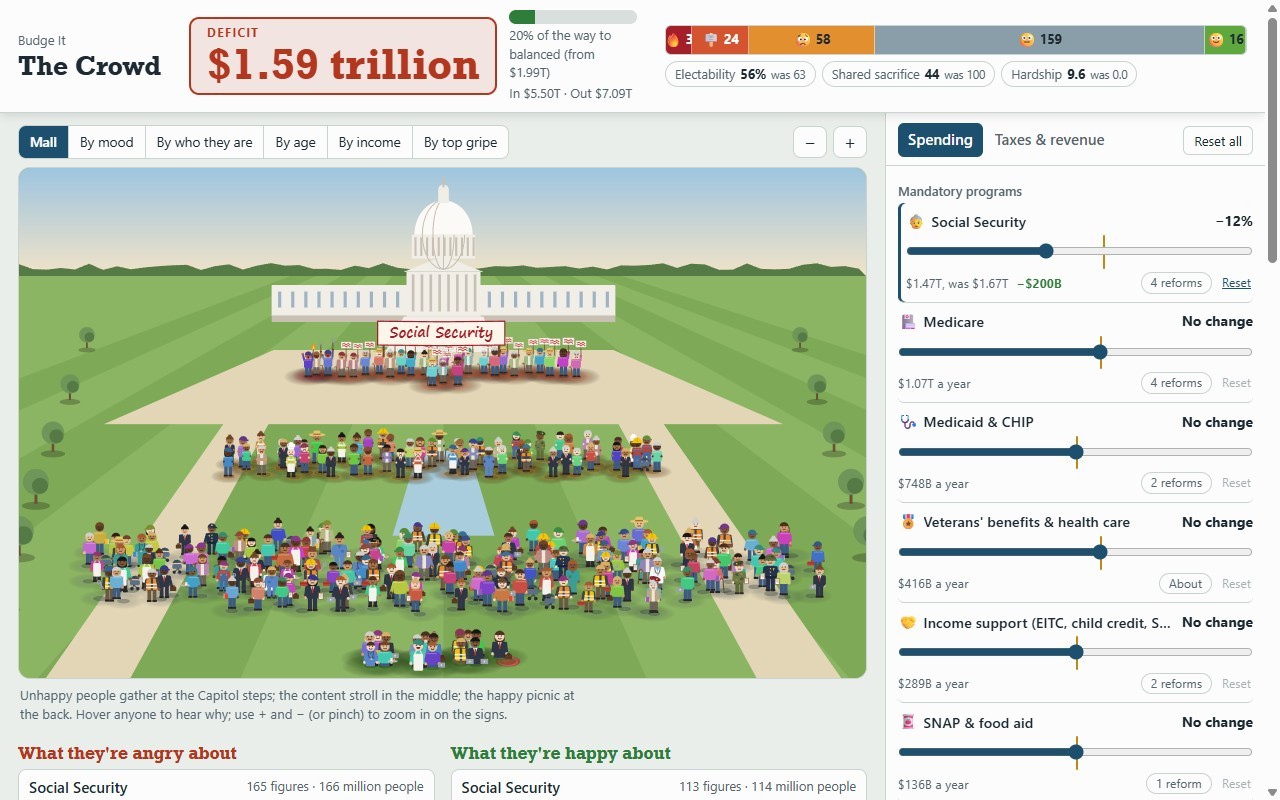 Budge It
The Crowd
DEFICIT
$1.59 trillion
20% of the way to
balanced (from
$1.99T)
In $5.50T · Out $7.09T
3
24
58
159
16
Electability 56% was 63
Shared sacrifice 44 was 100
Hardship 9.6 was 0.0
Mall
By mood
By who they are
By age
By income
By top gripe
−
+
Social Security
Unhappy people gather at the Capitol steps; the content stroll in the middle; the happy picnic at
the back. Hover anyone to hear why; use + and − (or pinch) to zoom in on the signs.
What they're angry about
Social Security 165 figures · 166 million people
What they're happy about
Social Security 113 figures · 114 million people
Spending
Taxes & revenue
Reset all
Mandatory programs
Social Security −12%
$1.47T, was $1.67T −$200B 4 reforms Reset
Medicare No change
$1.07T a year 4 reforms Reset
Medicaid & CHIP No change
$748B a year 2 reforms Reset
Veterans' benefits & health care No change
$416B a year About Reset
Income support (EITC, child credit, S... No change
$289B a year 2 reforms Reset
SNAP & food aid No change
$136B a year 1 reform Reset